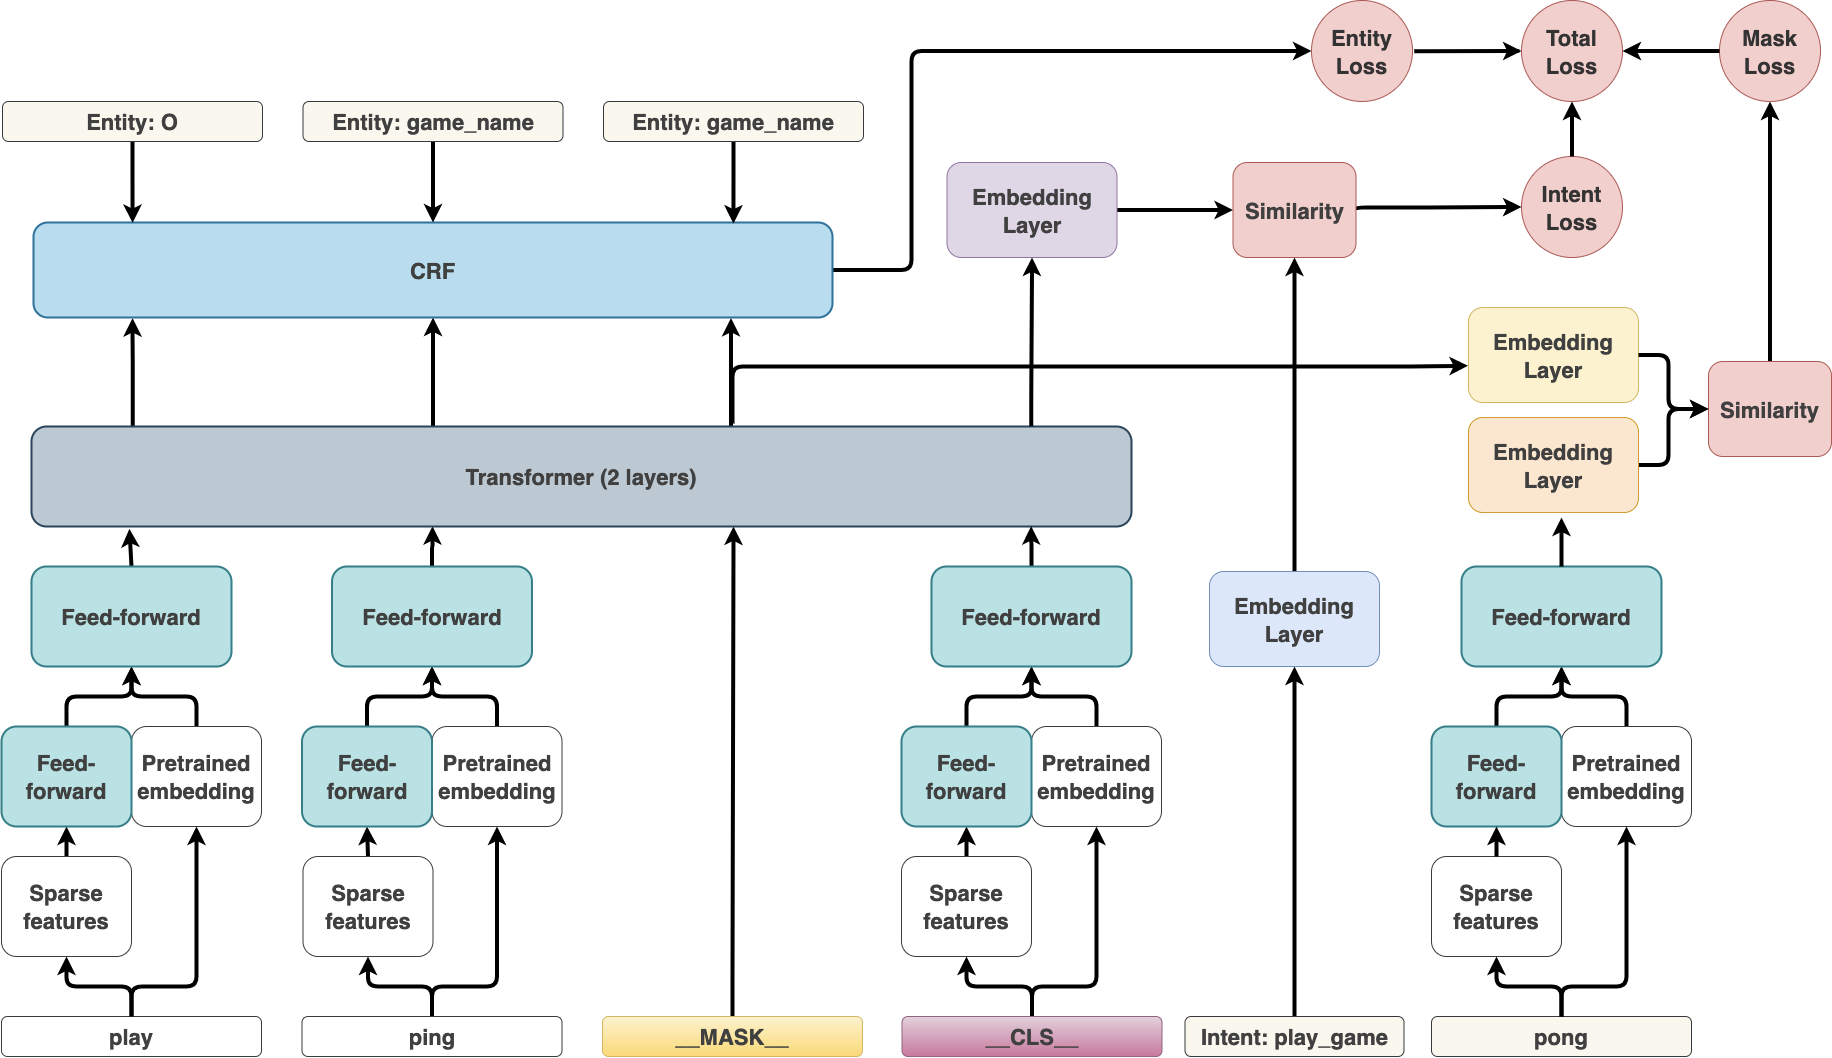 Entity
Loss
Total
Loss
Mask
Loss
Entity: O
Entity: game_name
Entity: game_name
Embedding
Layer
Similarity
Intent
Loss
CRF
Embedding
Layer
Similarity
Embedding
Layer
Transformer (2 layers)
Feed-forward
Feed-forward
Feed-forward
Embedding
Layer
Feed-forward
Feed-
forward
Pretrained
embedding
Feed-
forward
Pretrained
embedding
Feed-
forward
Pretrained
embedding
Feed-
forward
Pretrained
embedding
Sparse
features
Sparse
features
Sparse
features
Sparse
features
play
ping
__MASK__
__CLS__
Intent: play_game
pong